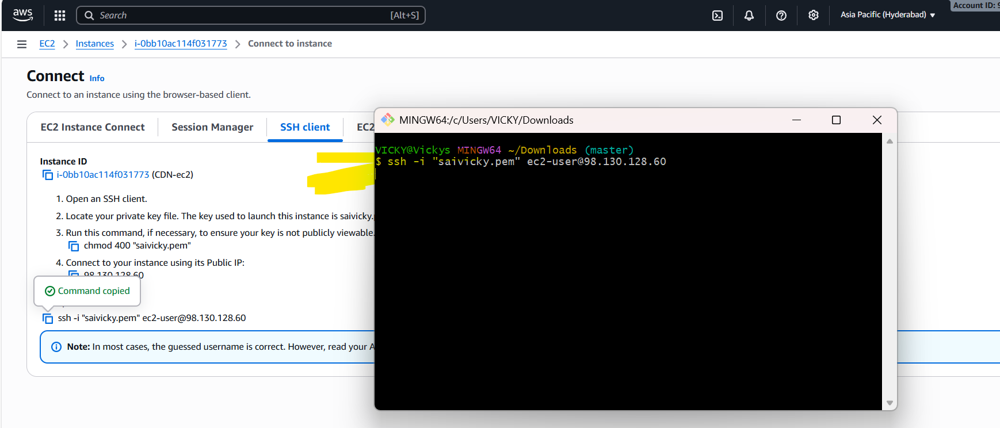 aws
Search [Alt+S]
Asia Pacific (Hyderabad)
Account ID:
EC2 > Instances > i-0bb10ac114f031773 > Connect to instance
Connect Info
Connect to an instance using the browser-based client.
EC2 Instance Connect
Session Manager
SSH client
EC2
Instance ID
i-0bb10ac114f031773 (CDN-ec2)
1. Open an SSH client.
2. Locate your private key file. The key used to launch this instance is saivicky.
3. Run this command, if necessary, to ensure your key is not publicly viewable.
chmod 400 "saivicky.pem"
4. Connect to your instance using its Public IP:
98.130.128.60
Command copied
ssh -i "saivicky.pem" ec2-user@98.130.128.60
Note: In most cases, the guessed username is correct. However, read your A
MINGW64:/c/Users/VICKY/Downloads
VICKY@Vickys MINGW64 ~/Downloads (master)
$ ssh -i "saivicky.pem" ec2-user@98.130.128.60